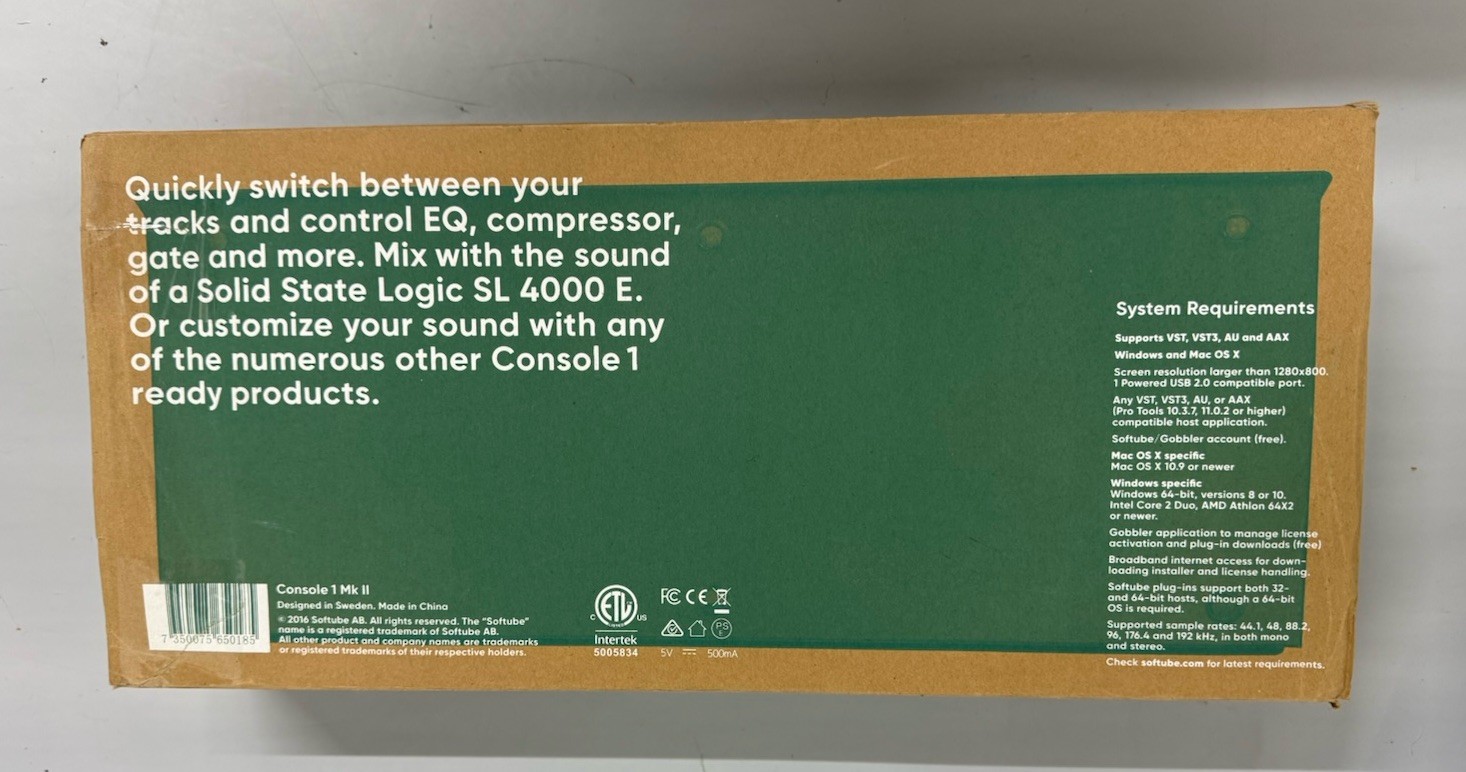 Quickly switch between your
tracks and control EQ, compressor,
gate and more. Mix with the sound
of a Solid State Logic SL 4000 E.
Or customize your sound with any
of the numerous other Console 1
ready products.
System Requirements
Supports VST, VST3, AU and AAX
Windows and Mac OS X
Screen resolution larger than 1280x800.
1 Powered USB 2.0 compatible port.
Any VST, VST3, AU, or AAX
(Pro Tools 10.3.7, 11.0.2 or higher)
compatible host application.
Softube/Gobbler account (free).
Mac OS X specific
Mac OS X 10.9 or newer
Windows specific
Windows 64-bit, versions 8 or 10.
Intel Core 2 Duo, AMD Athlon 64X2
or newer.
Gobbler application to manage license
activation and plug-in downloads (free)
Broadband internet access for down-
loading installer and license handling.
Softube plug-ins support both 32-
and 64-bit hosts, although a 64-bit
OS is required.
Supported sample rates: 44.1, 48, 88.2,
96, 176.4 and 192 kHz, in both mono
and stereo.
Check softube.com for latest requirements.
7 350075 650185
Console 1 Mk II
Designed in Sweden. Made in China
© 2016 Softube AB. All rights reserved. The "Softube"
name is a registered trademark of Softube AB.
All other product and company names are trademarks
or registered trademarks of their respective holders.
C ETL US
LISTED
Intertek
5005834
FC CE
PS E
5V 500mA